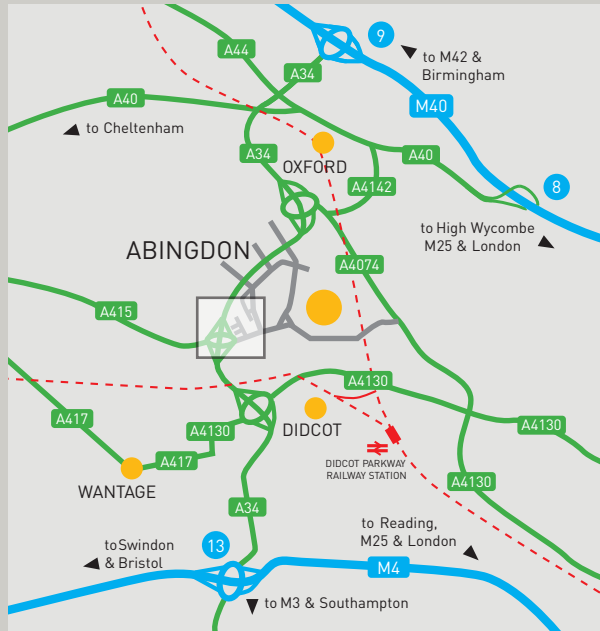 9
A44
to M42 &
Birmingham
A34
A40
M40
to Cheltenham
A34
OXFORD
A40
A4142
8
to High Wycombe
M25 & London
ABINGDON
A4074
A415
A4130
A417
A4130
DIDCOT
A4130
A417
DIDCOT PARKWAY
RAILWAY STATION
WANTAGE
A4130
A34
to Reading,
M25 & London
13
toSwindon
& Bristol
M4
to M3 & Southampton